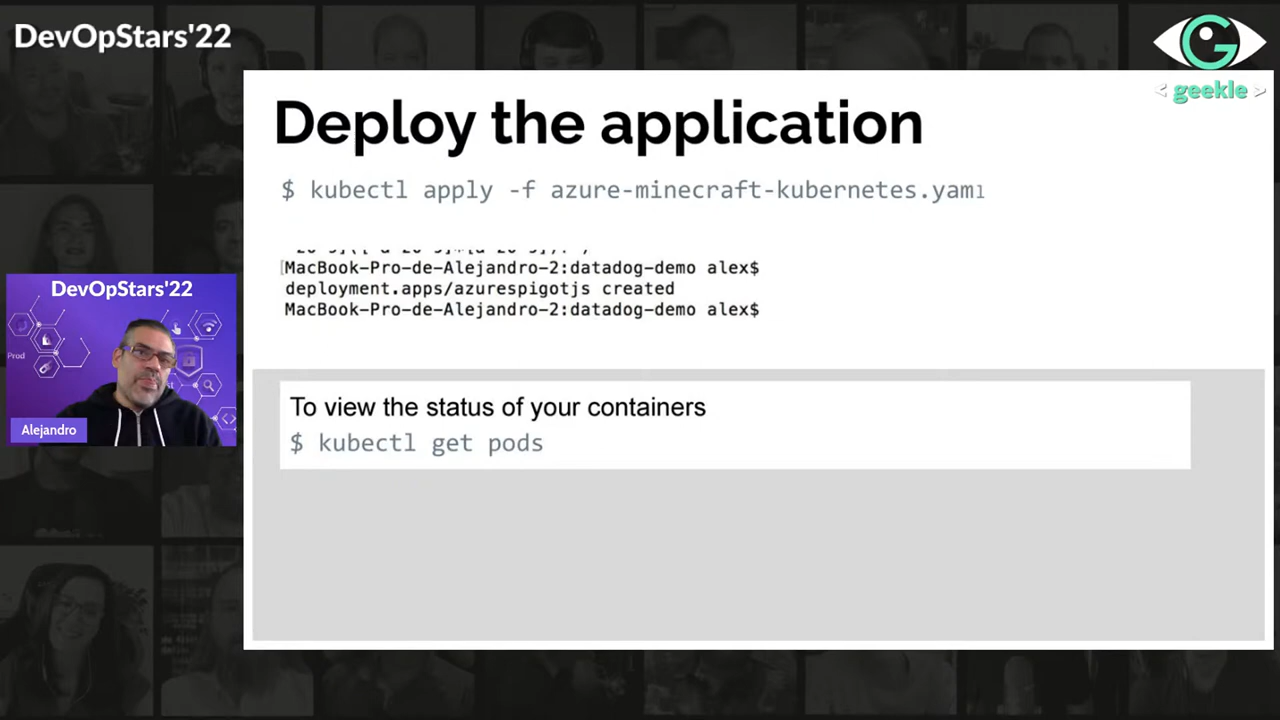 DevOpStars'22
< geekle >
Deploy the application
$ kubectl apply -f azure-minecraft-kubernetes.yaml
MacBook-Pro-de-Alejandro-2:datadog-demo alex$
deployment.apps/azurespigotjs created
MacBook-Pro-de-Alejandro-2:datadog-demo alex$
DevOpStars'22
Prod
Alejandro
To view the status of your containers
$ kubectl get pods